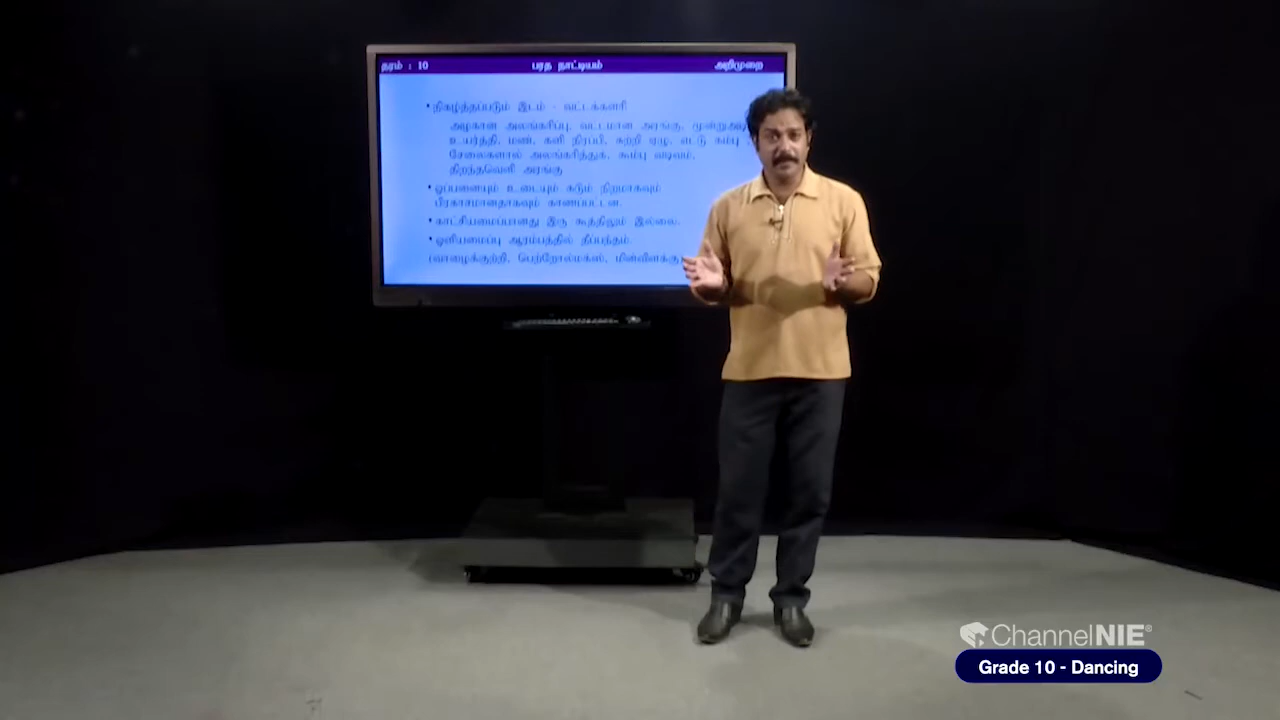 தரம் : 10 பரத நாட்டியம் அறிமுறை
• நிகழ்த்தப்படும் இடம் - வட்டக்களரி
அழகான அலங்கரிப்பு, வட்டமான அரங்கு, மூன்று அடி
உயர்த்தி, மண், களி நிரப்பி, சுற்றி ஏழு, எட்டு கம்பு
சேலைகளால் அலங்கரித்துக், கூம்பு வடிவம்,
திறந்தவெளி அரங்கு
• ஒப்பனையும் உடையும் கடும் நிறமாகவும்
பிரகாசமானதாகவும் காணப்பட்டன.
• காட்சியமைப்பானது இரு கூத்திலும் இல்லை.
• ஒளியமைப்பு ஆரம்பத்தில் தீப்பந்தம்.
(வாழைக்குற்றி, பெற்றோல்மக்ஸ், மின்விளக்கு
ChannelNIE®
Grade 10 - Dancing